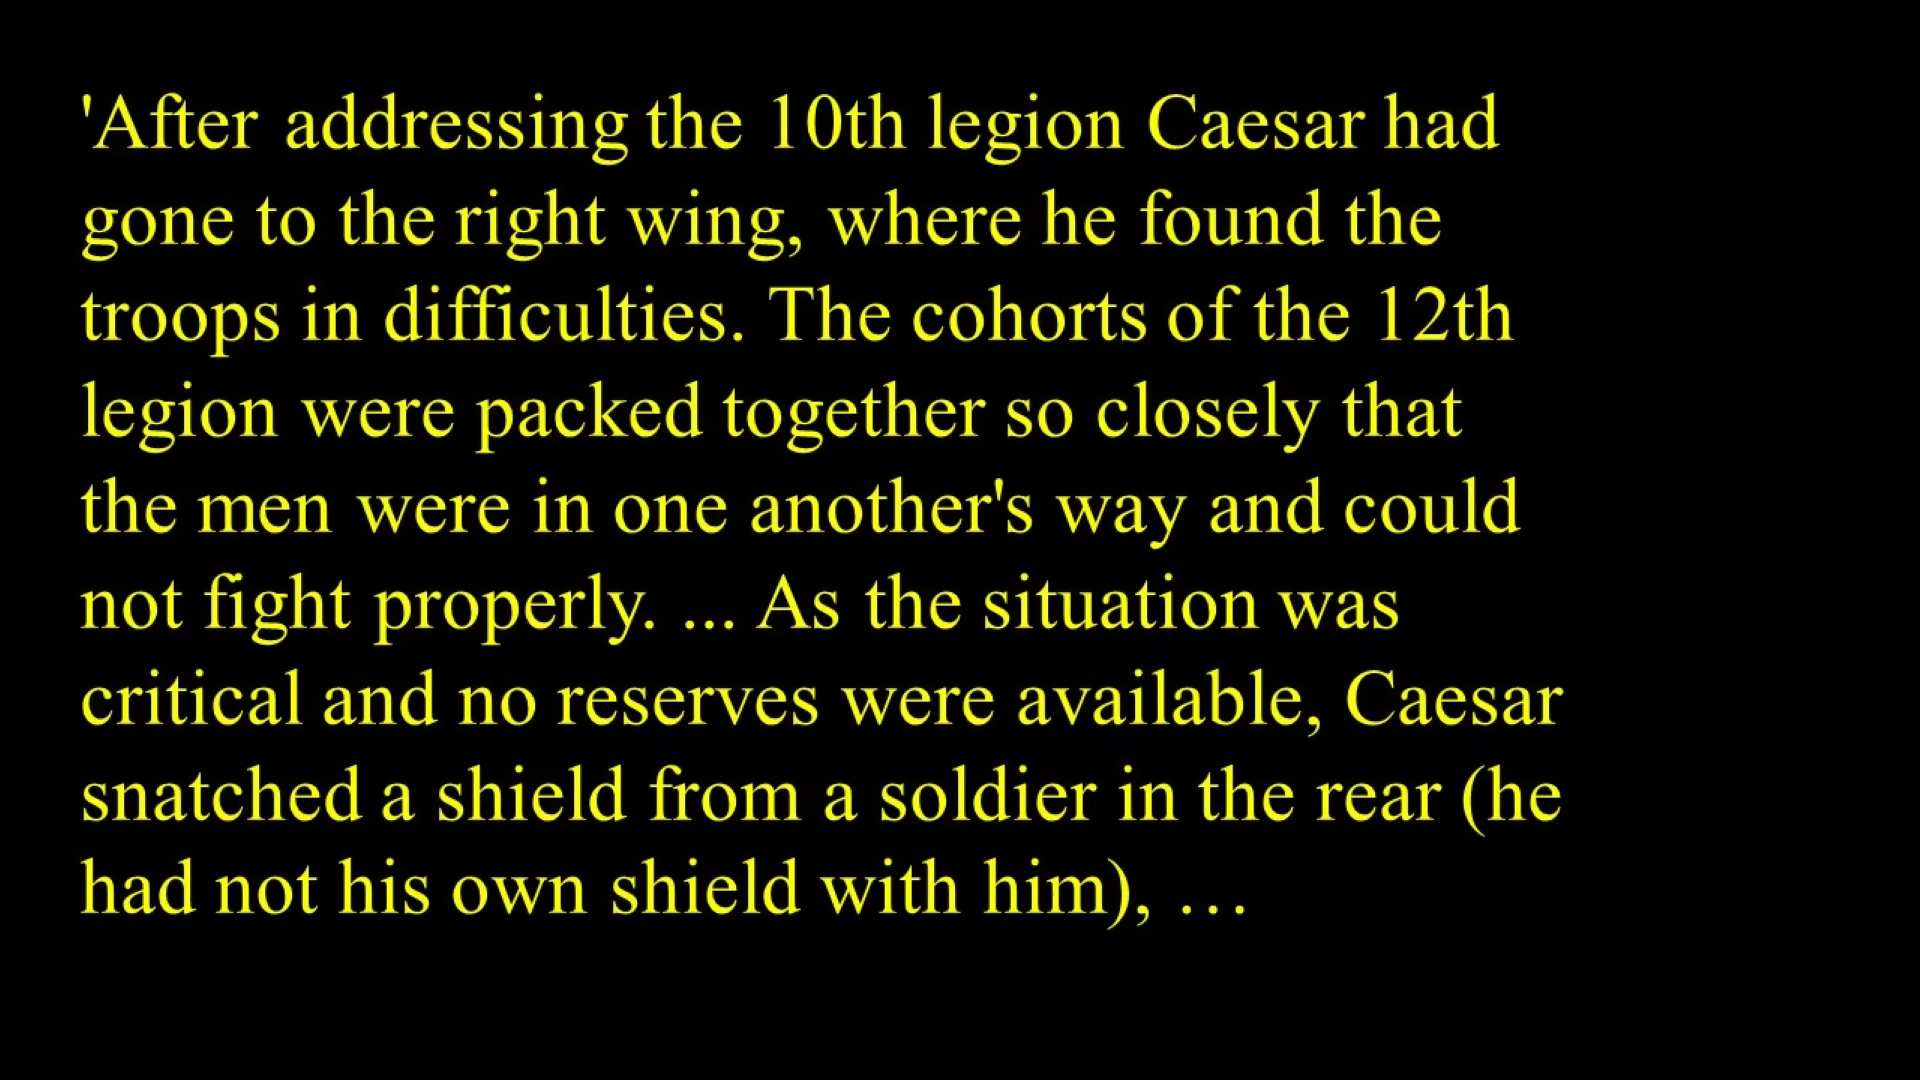 'After addressing the 10th legion Caesar had
gone to the right wing, where he found the
troops in difficulties. The cohorts of the 12th
legion were packed together so closely that
the men were in one another's way and could
not fight properly. ... As the situation was
critical and no reserves were available, Caesar
snatched a shield from a soldier in the rear (he
had not his own shield with him), …